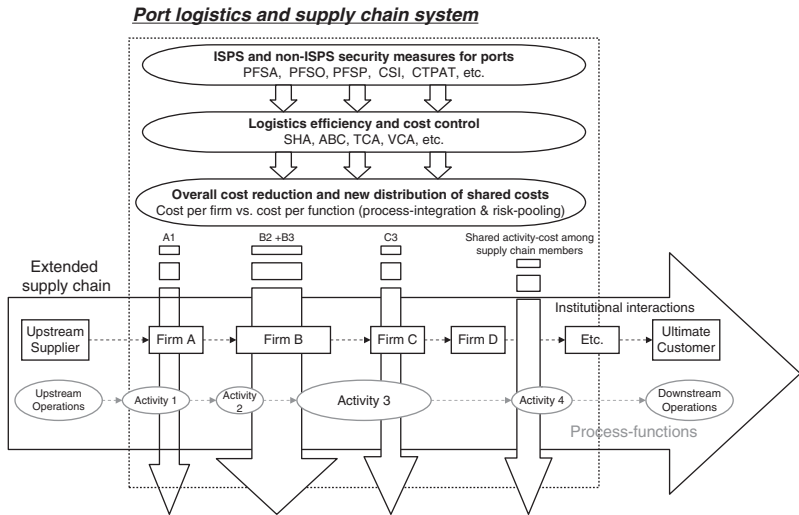 Port logistics and supply chain system
ISPS and non-ISPS security measures for ports
PFSA, PFSO, PFSP, CSI, CTPAT, etc.
Logistics efficiency and cost control
SHA, ABC, TCA, VCA, etc.
Overall cost reduction and new distribution of shared costs
Cost per firm vs. cost per function (process-integration & risk-pooling)
A1
B2 +B3
C3
Shared activity-cost among
supply chain members
Extended
supply chain
Institutional interactions
Upstream
Supplier
Firm A
Firm B
Firm C
Firm D
Etc.
Ultimate
Customer
Upstream
Operations
Activity 1
Activity
2
Activity 3
Activity 4
Downstream
Operations
Process-functions